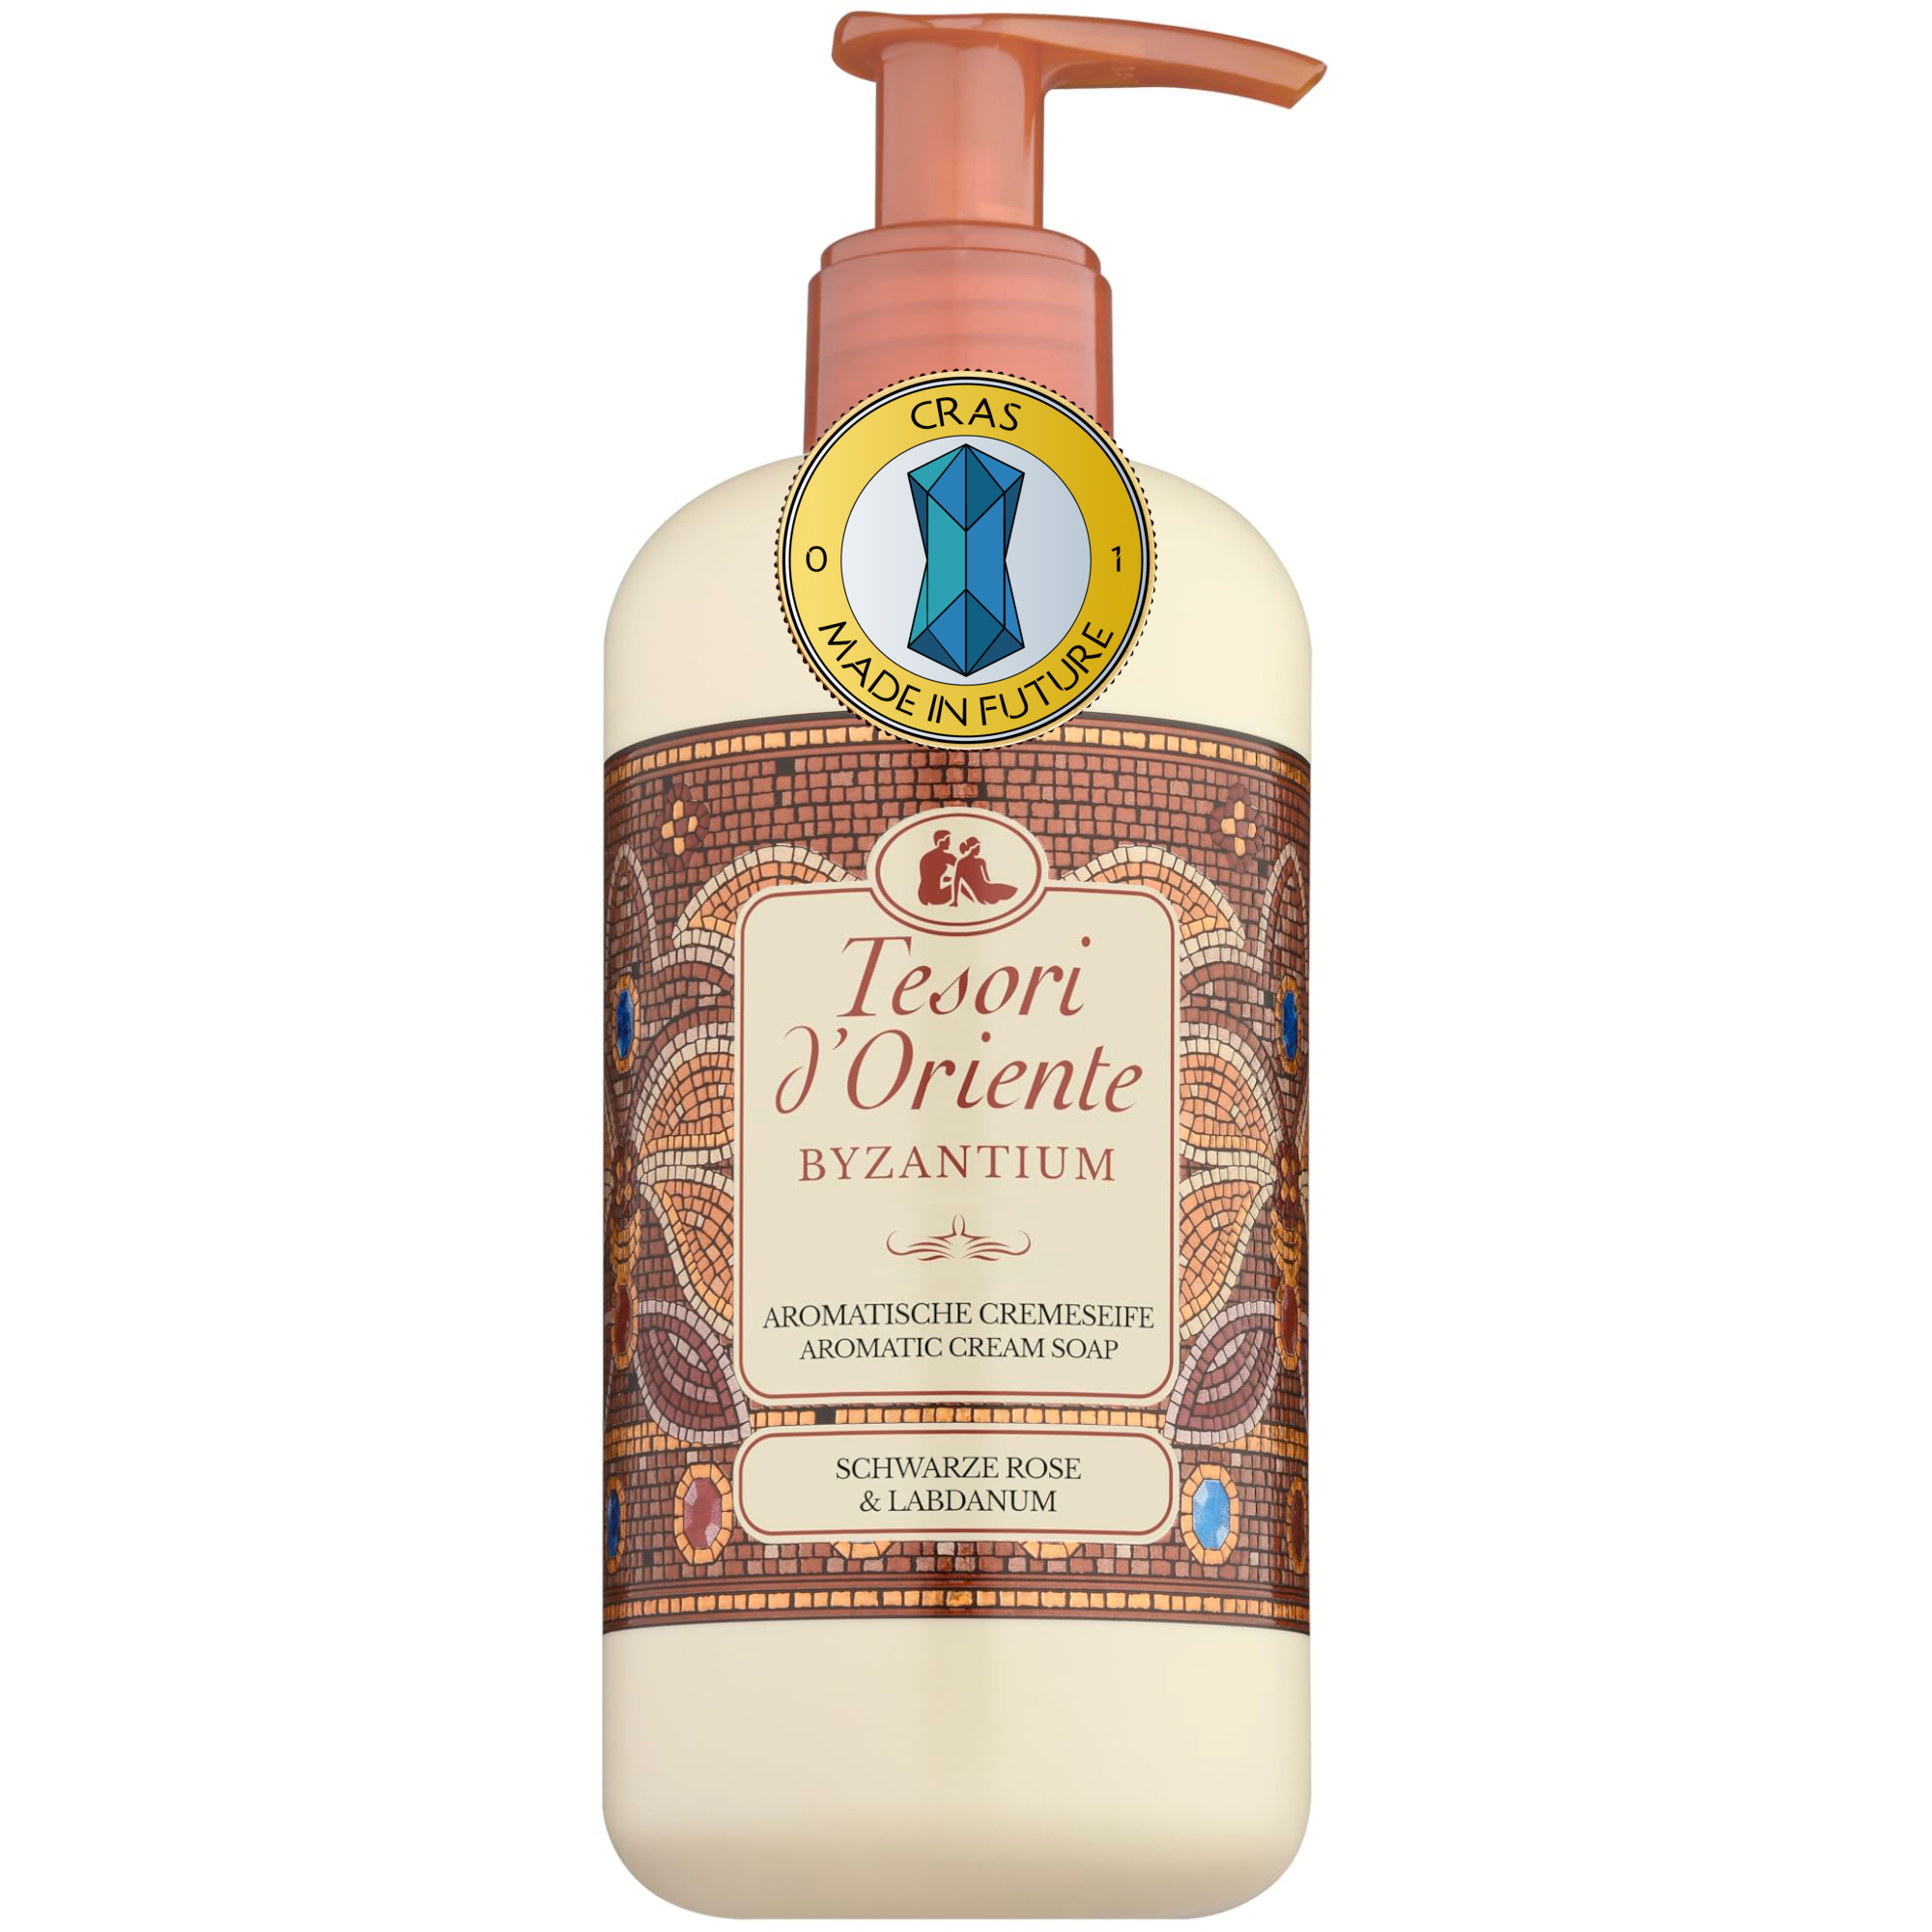 CRAS
0 1
MADE IN FUTURE
Tesori
d'Oriente
BYZANTIUM
AROMATISCHE CREMESEIFE
AROMATIC CREAM SOAP
SCHWARZE ROSE
& LABDANUM